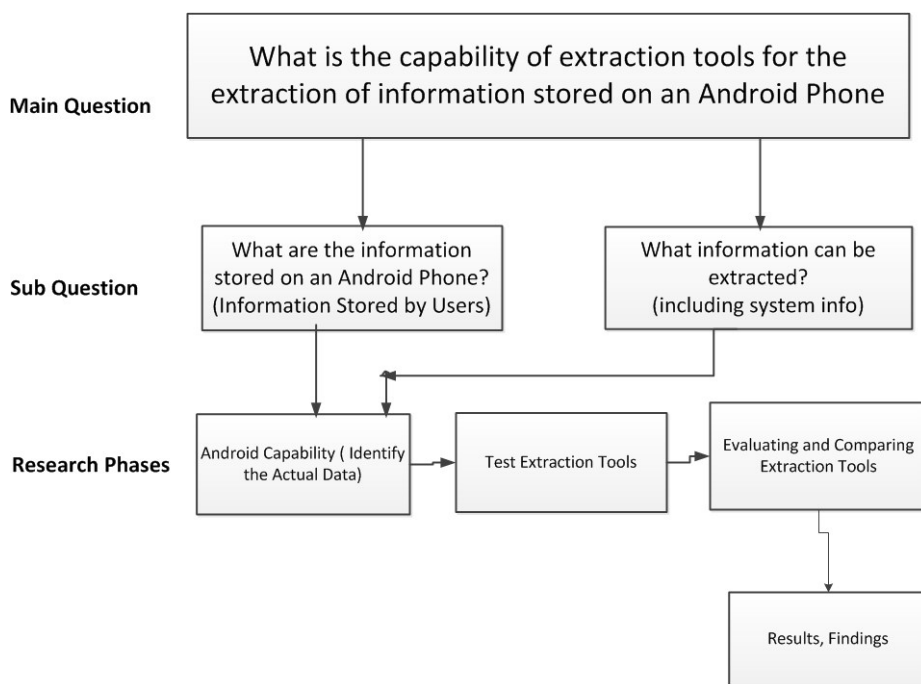 What is the capability of extraction tools for the
extraction of information stored on an Android Phone
Main Question
What are the information
stored on an Android Phone?
(Information Stored by Users)
What information can be
extracted?
(including system info)
Sub Question
Research Phases
Android Capability ( Identify
the Actual Data)
Test Extraction Tools
Evaluating and Comparing
Extraction Tools
Results, Findings